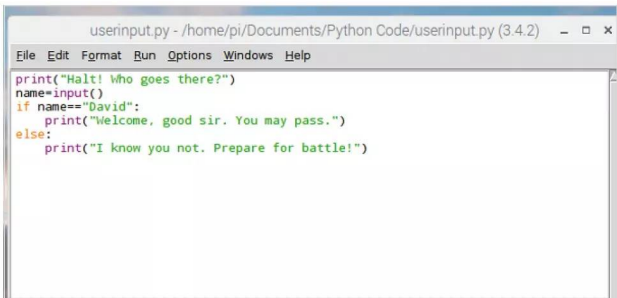 userinput.py - /home/pi/Documents/Python Code/userinput.py (3.4.2)
File Edit Format Run Options Windows Help
print("Halt! Who goes there?")
name=input()
if name=="David":
    print("Welcome, good sir. You may pass.")
else:
    print("I know you not. Prepare for battle!")